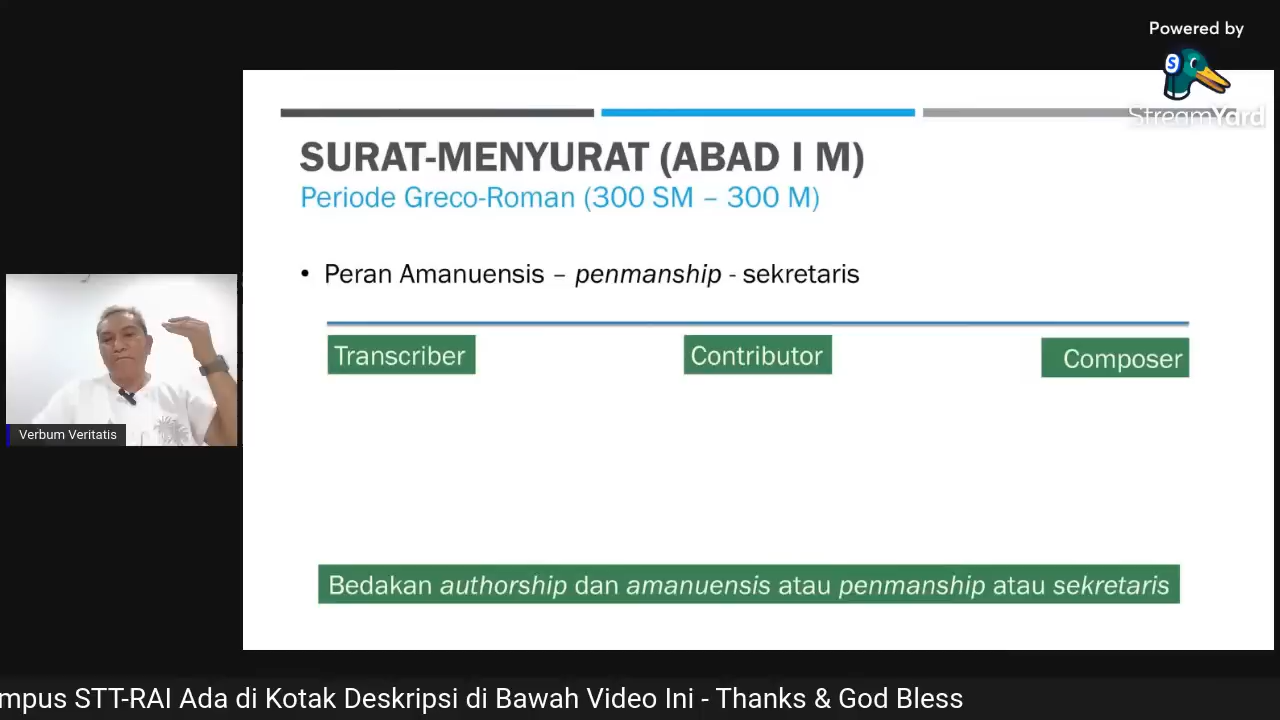 Powered by
S
StreamYard
SURAT-MENYURAT (ABAD I M)
Periode Greco-Roman (300 SM – 300 M)
• Peran Amanuensis – penmanship - sekretaris
Transcriber
Contributor
Composer
Verbum Veritatis
Bedakan authorship dan amanuensis atau penmanship atau sekretaris
mpus STT-RAI Ada di Kotak Deskripsi di Bawah Video Ini - Thanks & God Bless